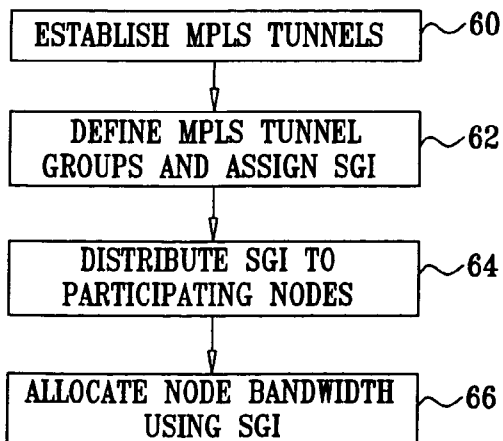 ESTABLISH MPLS TUNNELS
60
DEFINE MPLS TUNNEL
GROUPS AND ASSIGN SGI
62
DISTRIBUTE SGI TO
PARTICIPATING NODES
64
ALLOCATE NODE BANDWIDTH
USING SGI
66